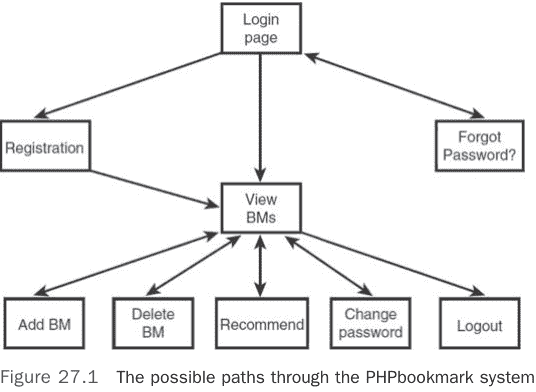 Login
page
Registration
Forgot
Password?
View
BMs
Add BM
Delete
BM
Recommend
Change
password
Logout
Figure 27.1 The possible paths through the PHPbookmark system